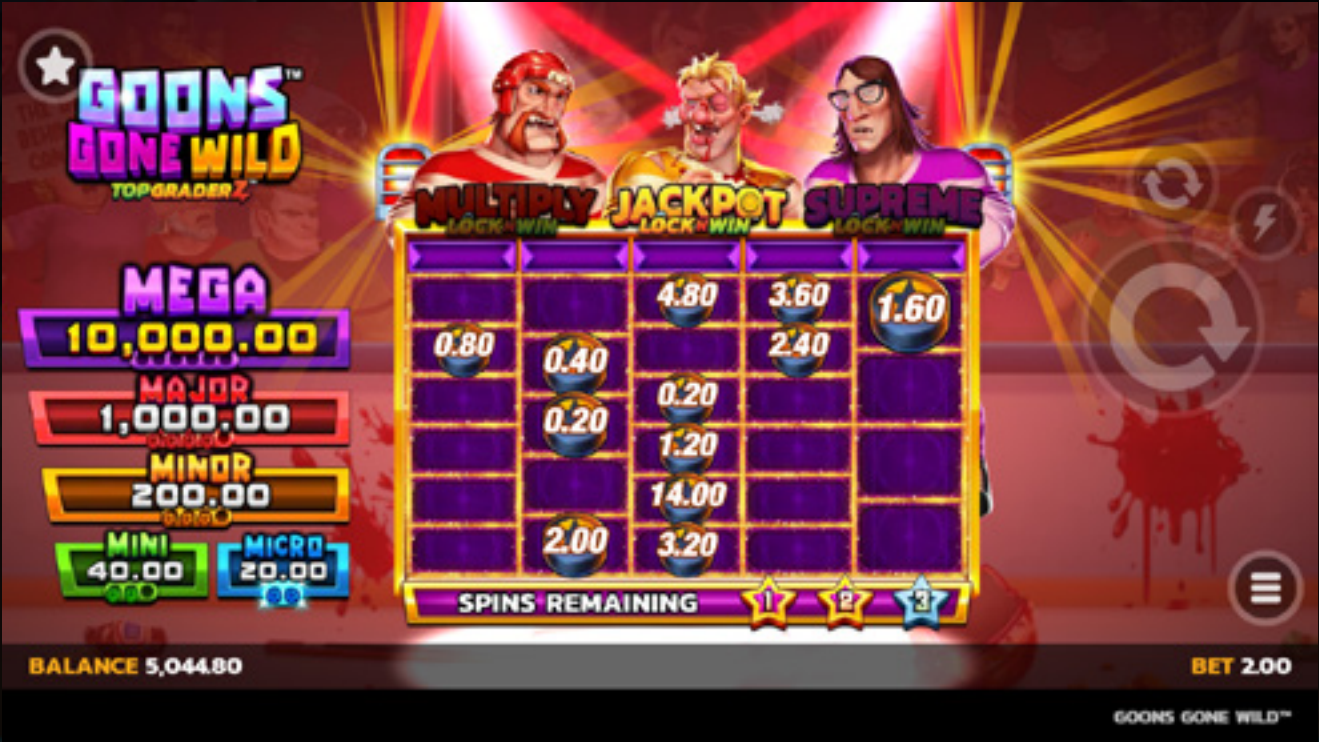 GOONS™
GONE WILD
TOPGRADERZ™
MULTIPLY
LOCK N WIN
JACKPOT
LOCK N WIN
SUPREME
LOCK N WIN
MEGA
10,000.00
MAJOR
1,000.00
MINOR
200.00
MINI
40.00
MICRO
20.00
4.80 3.60 1.60
0.80 0.40 2.40
0.20 0.20
1.20
14.00
2.00 3.20
SPINS REMAINING 1 2 3
BALANCE 5,044.80
BET 2.00
GOONS GONE WILD™